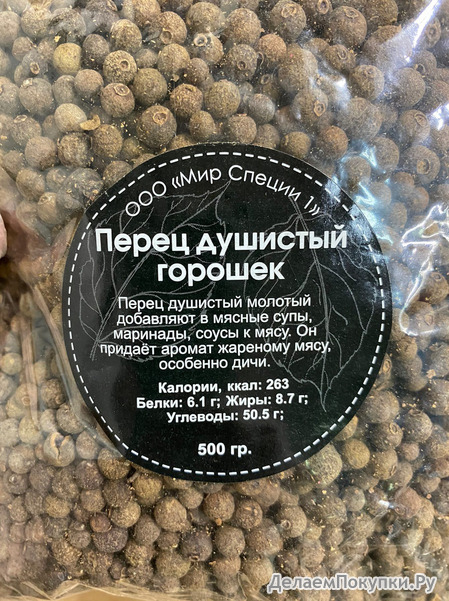 ООО «Мир Специи 1»
Перец душистый
горошек
Перец душистый молотый
добавляют в мясные супы,
маринады, соусы к мясу. Он
придаёт аромат жареному мясу,
особенно дичи.
Калории, ккал: 263
Белки: 6.1 г; Жиры: 8.7 г;
Углеводы: 50.5 г;
500 гр.
ДелаемПокупки.Ру